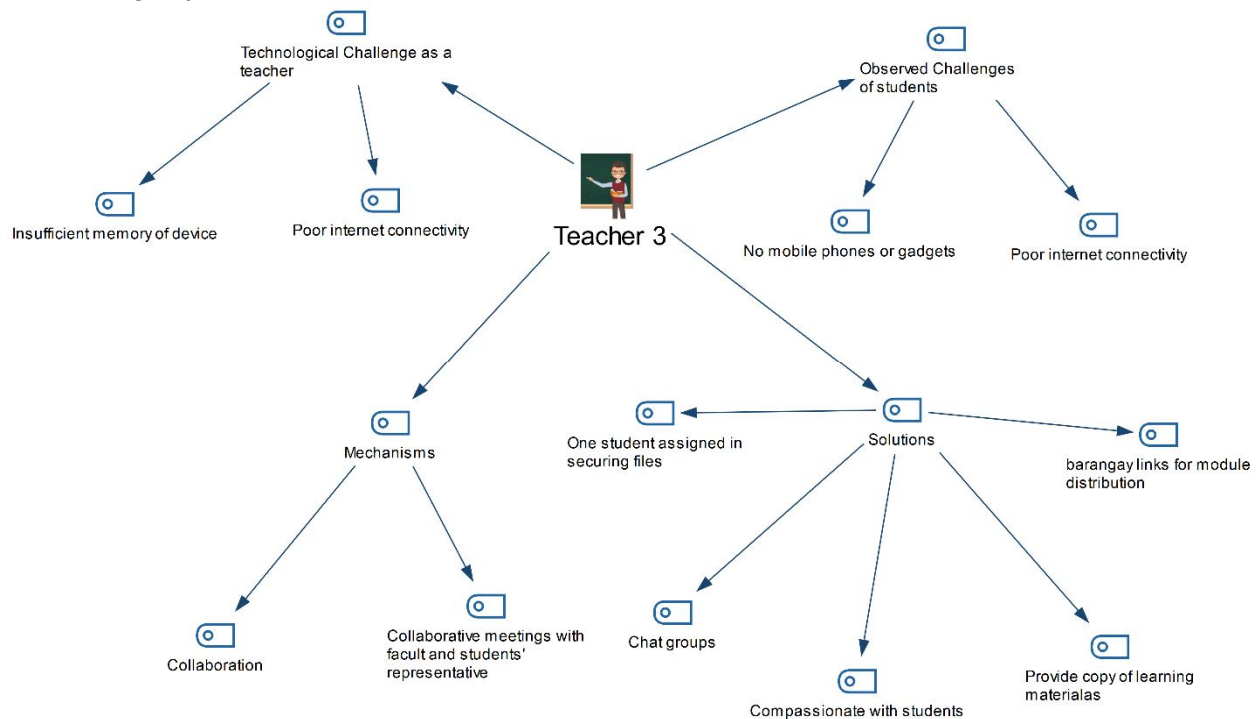 Technological Challenge as a
teacher
Observed Challenges
of students
Insufficient memory of device
Poor internet connectivity
Teacher 3
No mobile phones or gadgets
Poor internet connectivity
Mechanisms
One student assigned in
securing files
Solutions
barangay links for module
distribution
Collaboration
Collaborative meetings with
facult and students'
representative
Chat groups
Compassionate with students
Provide copy of learning
materialas